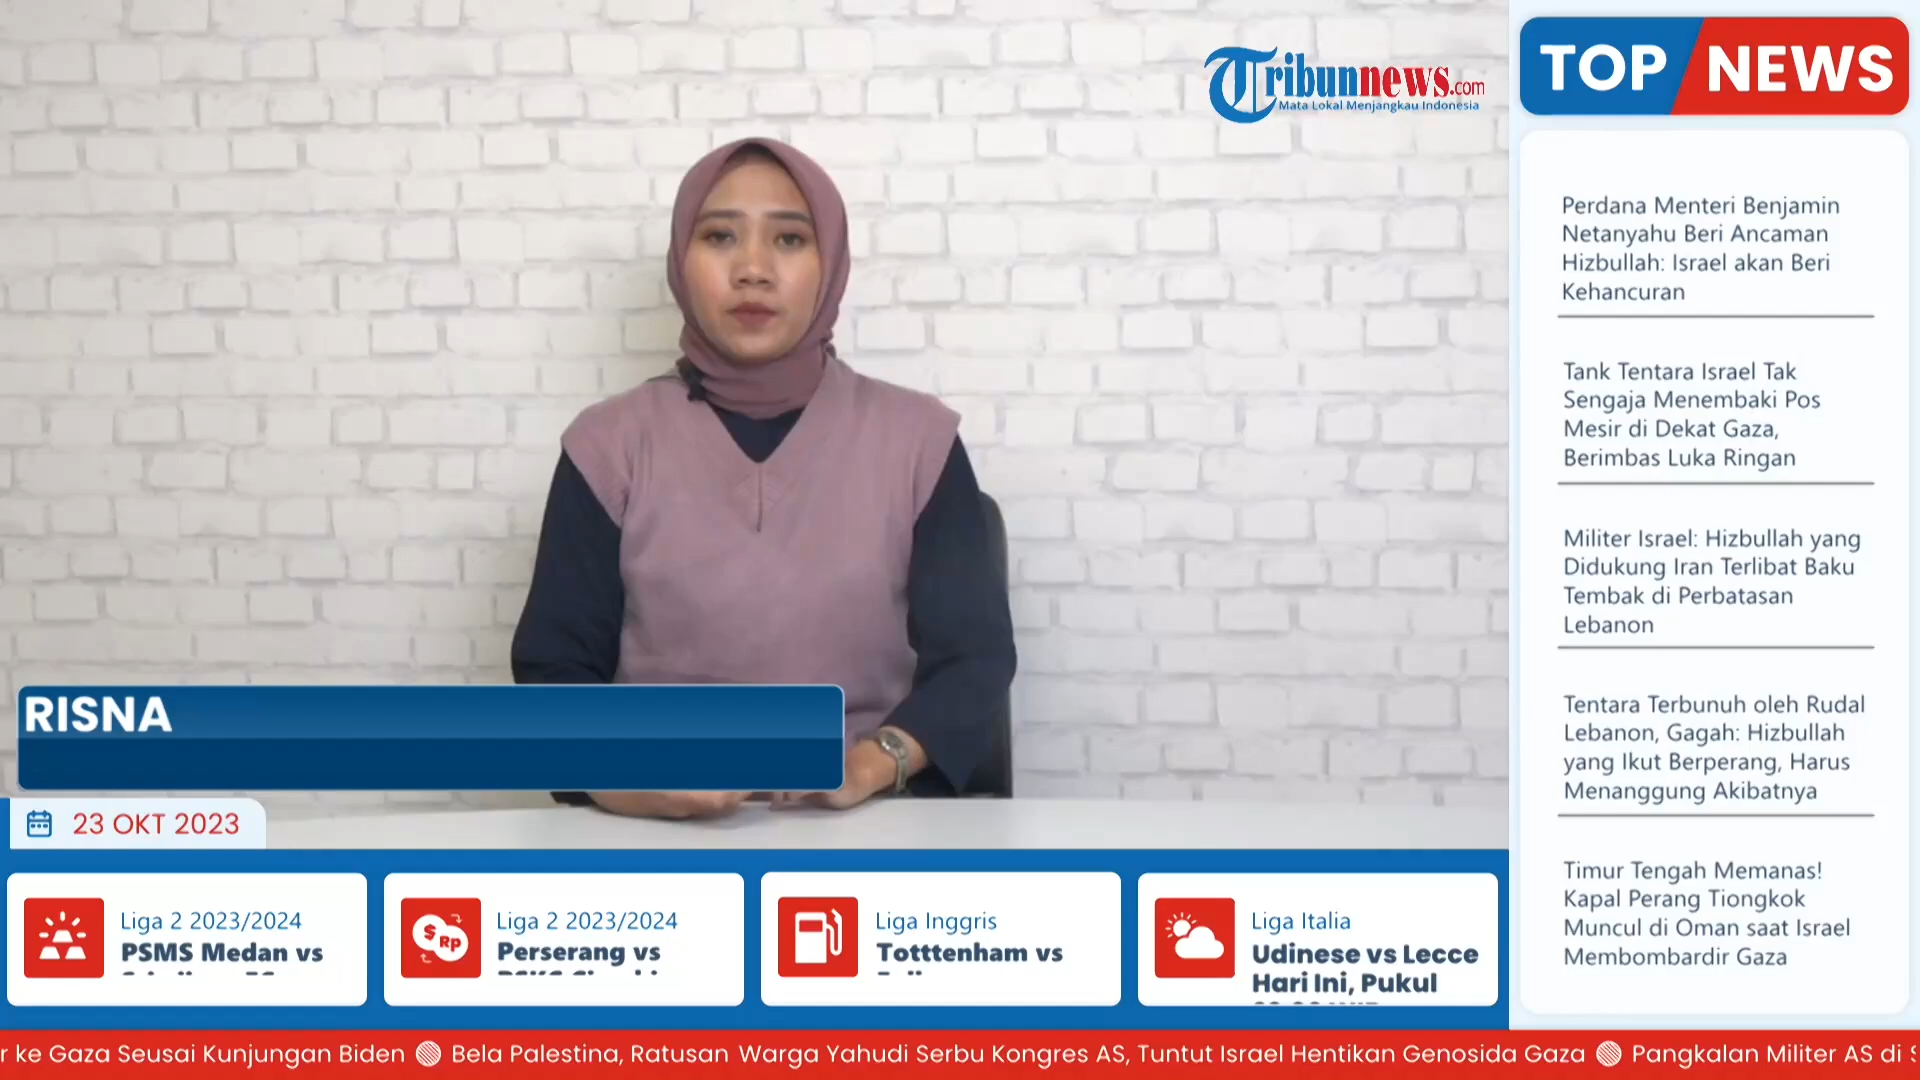 Tribunnews.com
Mata Lokal Menjangkau Indonesia
TOP NEWS
Perdana Menteri Benjamin
Netanyahu Beri Ancaman
Hizbullah: Israel akan Beri
Kehancuran
Tank Tentara Israel Tak
Sengaja Menembaki Pos
Mesir di Dekat Gaza,
Berimbas Luka Ringan
Militer Israel: Hizbullah yang
Didukung Iran Terlibat Baku
Tembak di Perbatasan
Lebanon
Tentara Terbunuh oleh Rudal
Lebanon, Gagah: Hizbullah
yang Ikut Berperang, Harus
Menanggung Akibatnya
Timur Tengah Memanas!
Kapal Perang Tiongkok
Muncul di Oman saat Israel
Membombardir Gaza
RISNA
23 OKT 2023
Liga 2 2023/2024
PSMS Medan vs
Liga 2 2023/2024
Perserang vs
$ Rp
Liga Inggris
Totttenham vs
Liga Italia
Udinese vs Lecce
Hari Ini, Pukul
ke Gaza Seusai Kunjungan Biden Bela Palestina, Ratusan Warga Yahudi Serbu Kongres AS, Tuntut Israel Hentikan Genosida Gaza Pangkalan Militer AS di